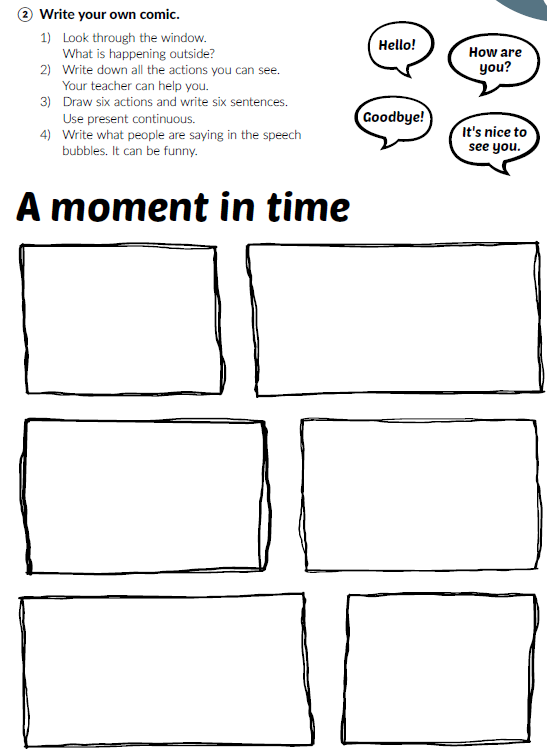 2 Write your own comic.
1) Look through the window.
What is happening outside?
2) Write down all the actions you can see.
Your teacher can help you.
3) Draw six actions and write six sentences.
Use present continuous.
4) Write what people are saying in the speech
bubbles. It can be funny.
Hello!
How are
you?
Goodbye!
It's nice to
see you.
A moment in time